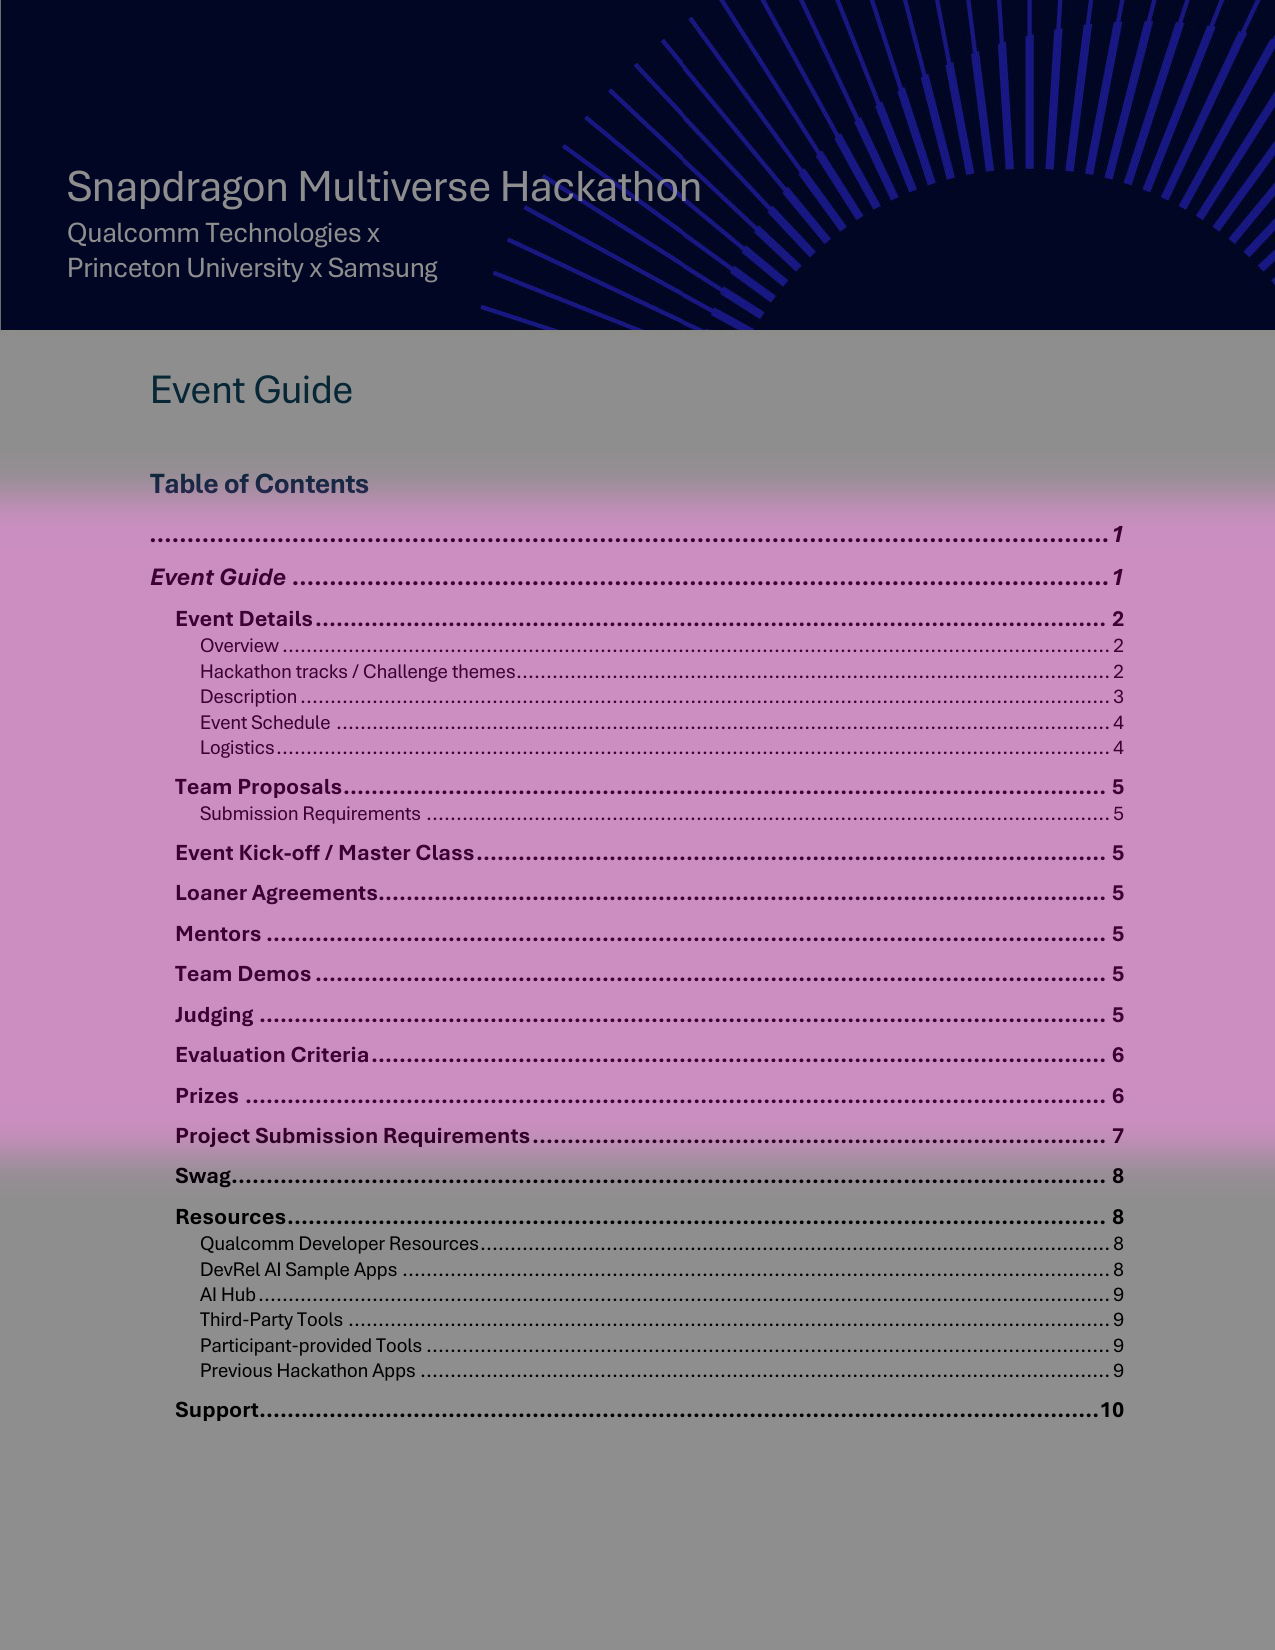 Snapdragon Multiverse Hackathon
Qualcomm Technologies x
Princeton University x Samsung
Event Guide
Table of Contents
.......................................................................................................................... 1
Event Guide ........................................................................................................ 1
Event Details .................................................................................................... 2
Overview .......................................................................................................... 2
Hackathon tracks / Challenge themes .................................................................... 2
Description ....................................................................................................... 3
Event Schedule .................................................................................................. 4
Logistics ........................................................................................................... 4
Team Proposals ................................................................................................ 5
Submission Requirements ................................................................................... 5
Event Kick-off / Master Class .............................................................................. 5
Loaner Agreements ........................................................................................... 5
Mentors .......................................................................................................... 5
Team Demos .................................................................................................... 5
Judging ........................................................................................................... 5
Evaluation Criteria ............................................................................................ 6
Prizes ............................................................................................................. 6
Project Submission Requirements ....................................................................... 7
Swag ............................................................................................................... 8
Resources ........................................................................................................ 8
Qualcomm Developer Resources .......................................................................... 8
DevRel AI Sample Apps ....................................................................................... 8
AI Hub .............................................................................................................. 9
Third-Party Tools ................................................................................................ 9
Participant-provided Tools ................................................................................... 9
Previous Hackathon Apps .................................................................................... 9
Support .......................................................................................................... 10